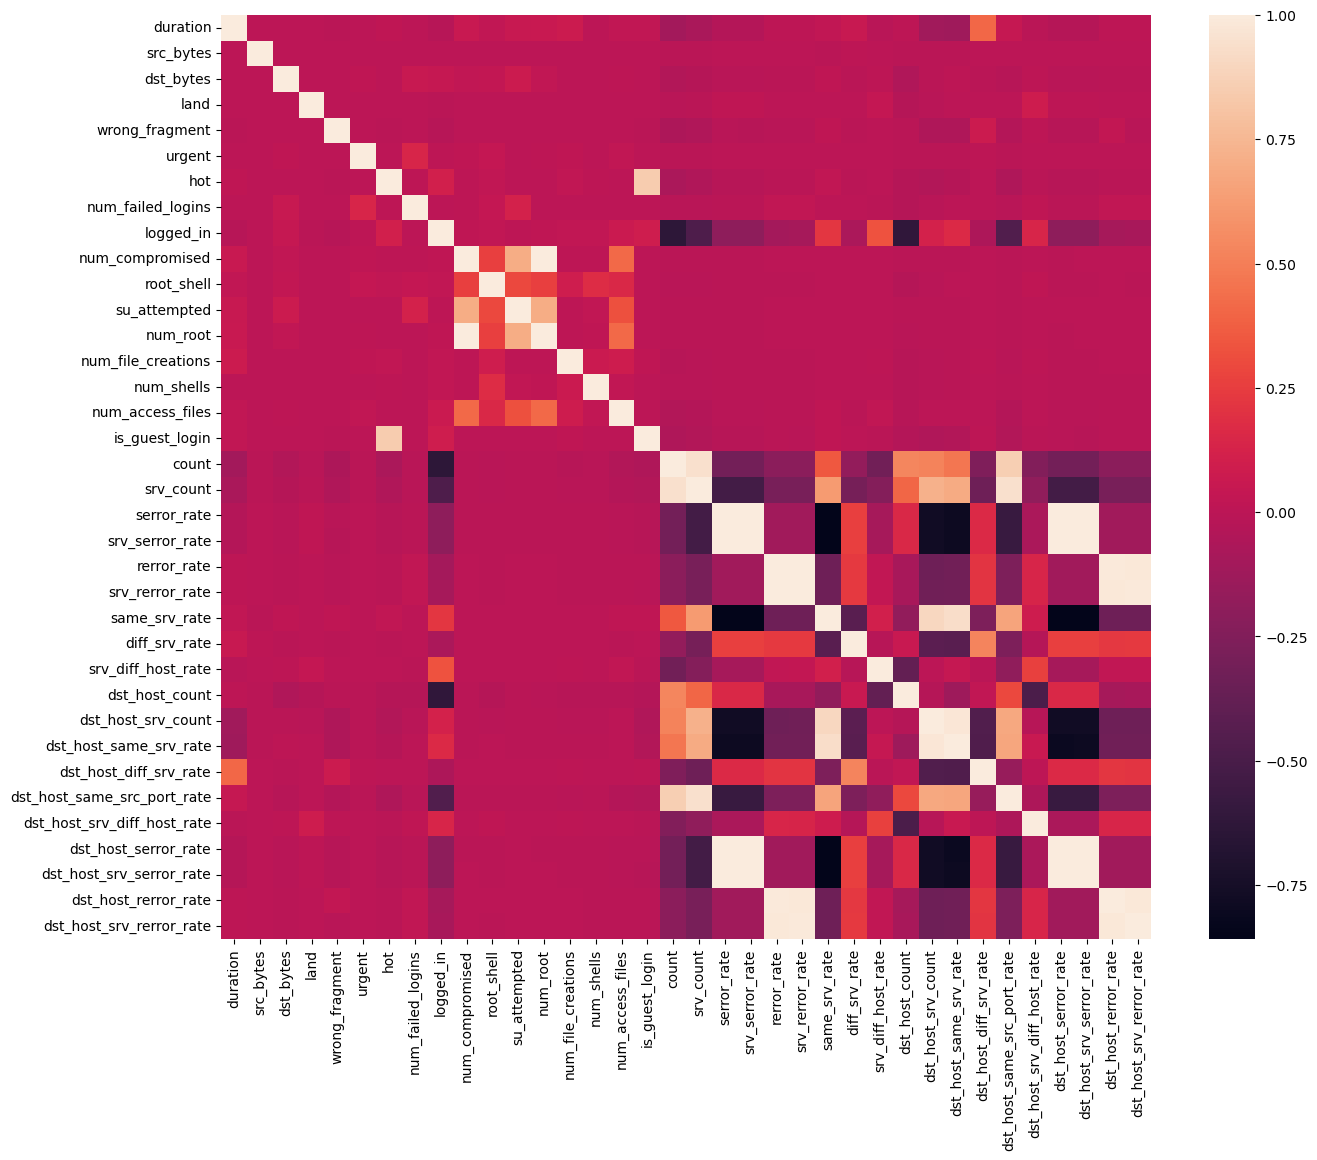 duration
src_bytes
dst_bytes
land
wrong_fragment
urgent
hot
num_failed_logins
logged_in
num_compromised
root_shell
su_attempted
num_root
num_file_creations
num_shells
num_access_files
is_guest_login
count
srv_count
serror_rate
srv_serror_rate
rerror_rate
srv_rerror_rate
same_srv_rate
diff_srv_rate
srv_diff_host_rate
dst_host_count
dst_host_srv_count
dst_host_same_srv_rate
dst_host_diff_srv_rate
dst_host_same_src_port_rate
dst_host_srv_diff_host_rate
dst_host_serror_rate
dst_host_srv_serror_rate
dst_host_rerror_rate
dst_host_srv_rerror_rate
duration
src_bytes
dst_bytes
land
wrong_fragment
urgent
hot
num_failed_logins
logged_in
num_compromised
root_shell
su_attempted
num_root
num_file_creations
num_shells
num_access_files
is_guest_login
count
srv_count
serror_rate
srv_serror_rate
rerror_rate
srv_rerror_rate
same_srv_rate
diff_srv_rate
srv_diff_host_rate
dst_host_count
dst_host_srv_count
dst_host_same_srv_rate
dst_host_diff_srv_rate
dst_host_same_src_port_rate
dst_host_srv_diff_host_rate
dst_host_serror_rate
dst_host_srv_serror_rate
dst_host_rerror_rate
dst_host_srv_rerror_rate
1.00
0.75
0.50
0.25
0.00
−0.25
−0.50
−0.75